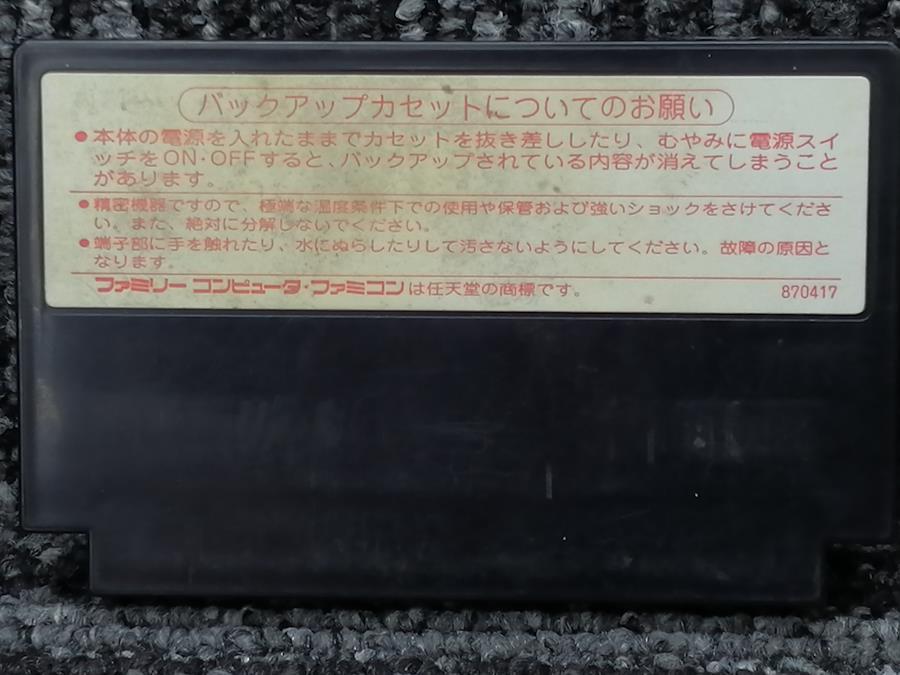 バックアップカセットについてのお願い
●本体の電源を入れたままでカセットを抜き差ししたり、むやみに電源スイ
ッチをON・OFFすると、バックアップされている内容が消えてしまうこと
があります。
●精密機器ですので、極端な温度条件下での使用や保管および強いショックをさけてくださ
い。また、絶対に分解しないでください。
●端子部に手を触れたり、水にぬらしたりして汚さないようにしてください。故障の原因と
なります。
ファミリーコンピュータ・ファミコンは任天堂の商標です。 870417